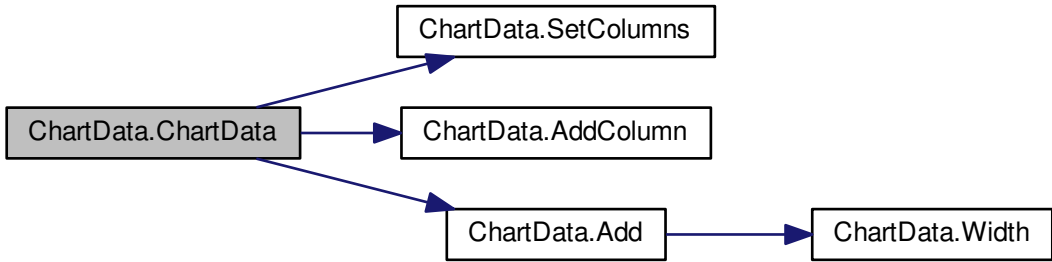 ChartData.SetColumns
ChartData.ChartData
ChartData.AddColumn
ChartData.Add
ChartData.Width